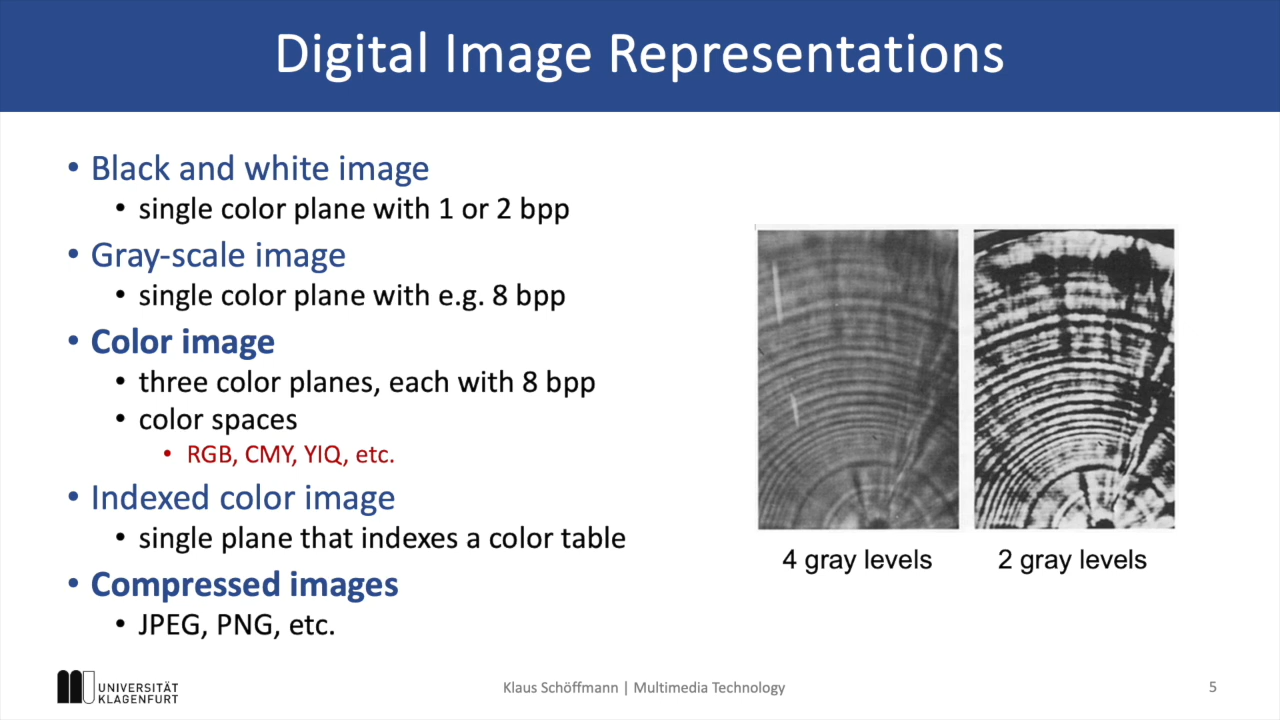 Digital Image Representations
• Black and white image
• single color plane with 1 or 2 bpp
• Gray-scale image
• single color plane with e.g. 8 bpp
• Color image
• three color planes, each with 8 bpp
• color spaces
• RGB, CMY, YIQ, etc.
• Indexed color image
• single plane that indexes a color table
• Compressed images
• JPEG, PNG, etc.
4 gray levels
2 gray levels
UNIVERSITÄT
KLAGENFURT
Klaus Schöffmann | Multimedia Technology
5